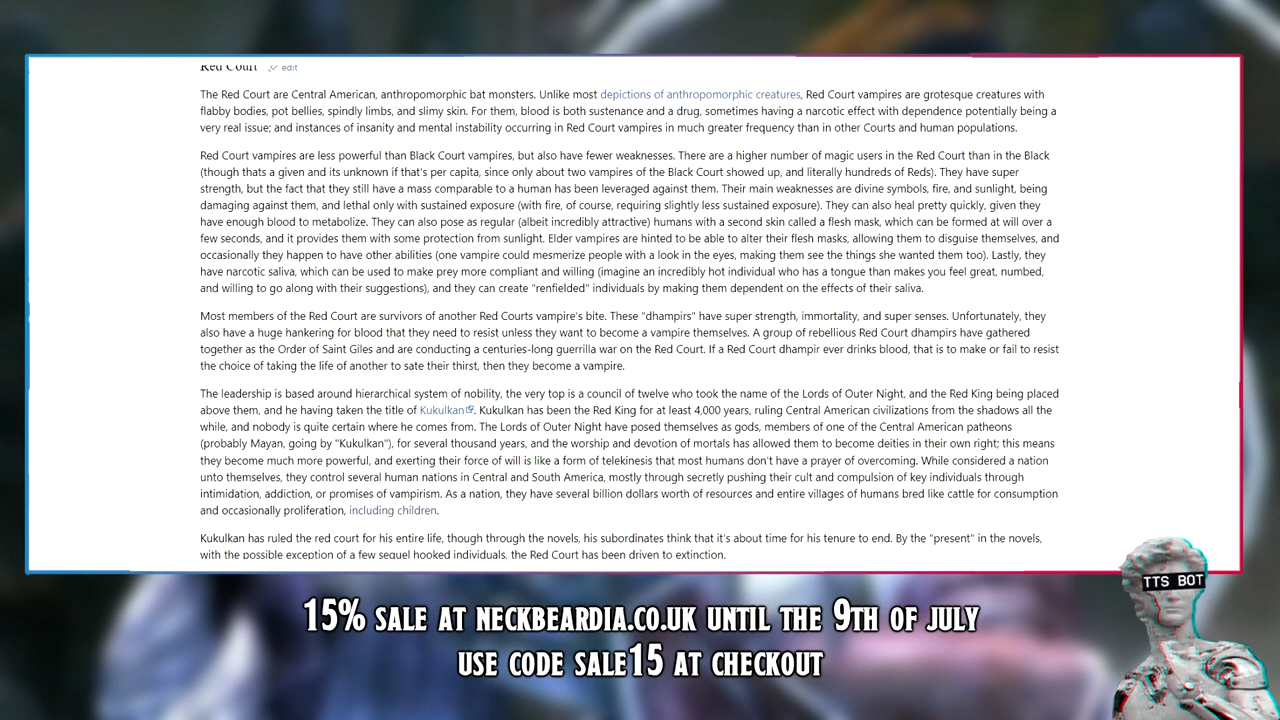 Red Court edit
The Red Court are Central American, anthropomorphic bat monsters. Unlike most depictions of anthropomorphic creatures, Red Court vampires are grotesque creatures with
flabby bodies, pot bellies, spindly limbs, and slimy skin. For them, blood is both sustenance and a drug, sometimes having a narcotic effect with dependence potentially being a
very real issue; and instances of insanity and mental instability occurring in Red Court vampires in much greater frequency than in other Courts and human populations.
Red Court vampires are less powerful than Black Court vampires, but also have fewer weaknesses. There are a higher number of magic users in the Red Court than in the Black
(though thats a given and its unknown if that's per capita, since only about two vampires of the Black Court showed up, and literally hundreds of Reds). They have super
strength, but the fact that they still have a mass comparable to a human has been leveraged against them. Their main weaknesses are divine symbols, fire, and sunlight, being
damaging against them, and lethal only with sustained exposure (with fire, of course, requiring slightly less sustained exposure). They can also heal pretty quickly, given they
have enough blood to metabolize. They can also pose as regular (albeit incredibly attractive) humans with a second skin called a flesh mask, which can be formed at will over a
few seconds, and it provides them with some protection from sunlight. Elder vampires are hinted to be able to alter their flesh masks, allowing them to disguise themselves, and
occasionally they happen to have other abilities (one vampire could mesmerize people with a look in the eyes, making them see the things she wanted them too). Lastly, they
have narcotic saliva, which can be used to make prey more compliant and willing (imagine an incredibly hot individual who has a tongue than makes you feel great, numbed,
and willing to go along with their suggestions), and they can create "renfielded" individuals by making them dependent on the effects of their saliva.
Most members of the Red Court are survivors of another Red Courts vampire's bite. These "dhampirs" have super strength, immortality, and super senses. Unfortunately, they
also have a huge hankering for blood that they need to resist unless they want to become a vampire themselves. A group of rebellious Red Court dhampirs have gathered
together as the Order of Saint Giles and are conducting a centuries-long guerrilla war on the Red Court. If a Red Court dhampir ever drinks blood, that is to make or fail to resist
the choice of taking the life of another to sate their thirst, then they become a vampire.
The leadership is based around hierarchical system of nobility, the very top is a council of twelve who took the name of the Lords of Outer Night, and the Red King being placed
above them, and he having taken the title of Kukulkan. Kukulkan has been the Red King for at least 4,000 years, ruling Central American civilizations from the shadows all the
while, and nobody is quite certain where he comes from. The Lords of Outer Night have posed themselves as gods, members of one of the Central American patheons
(probably Mayan, going by "Kukulkan"), for several thousand years, and the worship and devotion of mortals has allowed them to become deities in their own right; this means
they become much more powerful, and exerting their force of will is like a form of telekinesis that most humans don't have a prayer of overcoming. While considered a nation
unto themselves, they control several human nations in Central and South America, mostly through secretly pushing their cult and compulsion of key individuals through
intimidation, addiction, or promises of vampirism. As a nation, they have several billion dollars worth of resources and entire villages of humans bred like cattle for consumption
and occasionally proliferation, including children.
Kukulkan has ruled the red court for his entire life, though through the novels, his subordinates think that it's about time for his tenure to end. By the "present" in the novels,
with the possible exception of a few sequel hooked individuals, the Red Court has been driven to extinction.
TTS BOT
15% SALE AT NECKBEARDIA.CO.UK UNTIL THE 9TH OF JULY
USE CODE SALE15 AT CHECKOUT